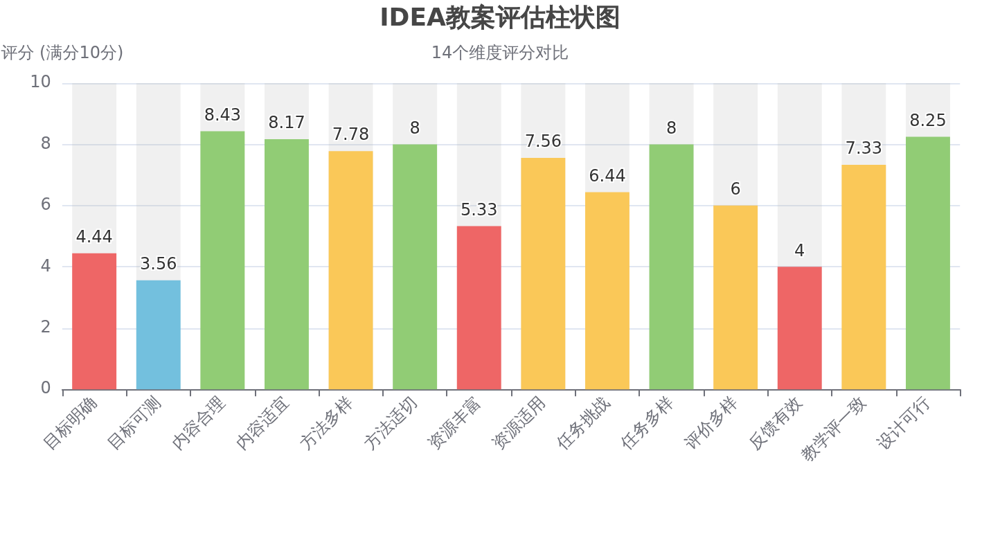 IDEA教案评估柱状图
评分 (满分10分)
14个维度评分对比
10
8
6
4
2
0
4.44
3.56
8.43
8.17
7.78
8
5.33
7.56
6.44
8
6
4
7.33
8.25
目标明确
目标可测
内容合理
内容适宜
方法多样
方法适切
资源丰富
资源适用
任务挑战
任务多样
评价多样
反馈有效
教学评一致
设计可行